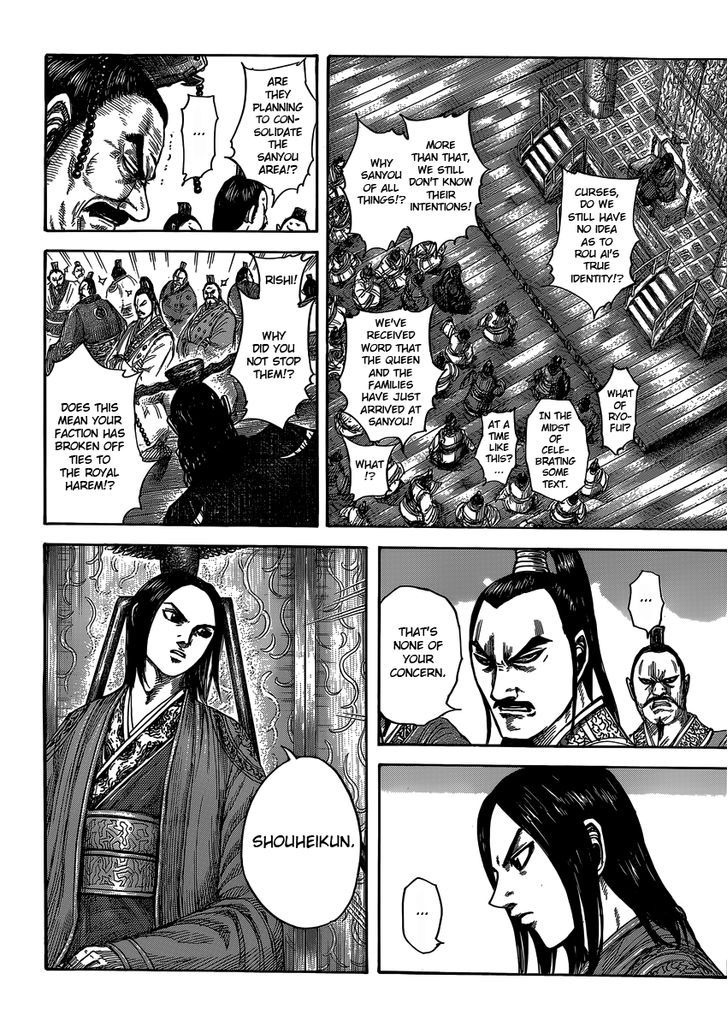 CURSES,
DO WE
STILL HAVE
NO IDEA
AS TO
ROU AI'S
TRUE
IDENTITY!?
MORE
THAN THAT,
WE STILL
DON'T KNOW
THEIR
INTENTIONS!
WHY
SANYOU
OF ALL
THINGS!?
WHAT
OF
RYO-
FUI?
IN THE
MIDST
OF
CELE-
BRATING
SOME
TEXT.
AT A
TIME
LIKE
THIS?
...
WE'VE
RECEIVED
WORD THAT
THE QUEEN
AND THE
FAMILIES
HAVE JUST
ARRIVED AT
SANYOU!
WHAT
!?
ARE
THEY
PLANNING
TO CON-
SOLIDATE
THE
SANYOU
AREA!?
...
RISHI!
WHY
DID YOU
NOT STOP
THEM!?
DOES THIS
MEAN YOUR
FACTION HAS
BROKEN OFF
TIES TO
THE ROYAL
HAREM!?
...
THAT'S
NONE OF
YOUR
CONCERN.
...
SHOUHEIKUN.